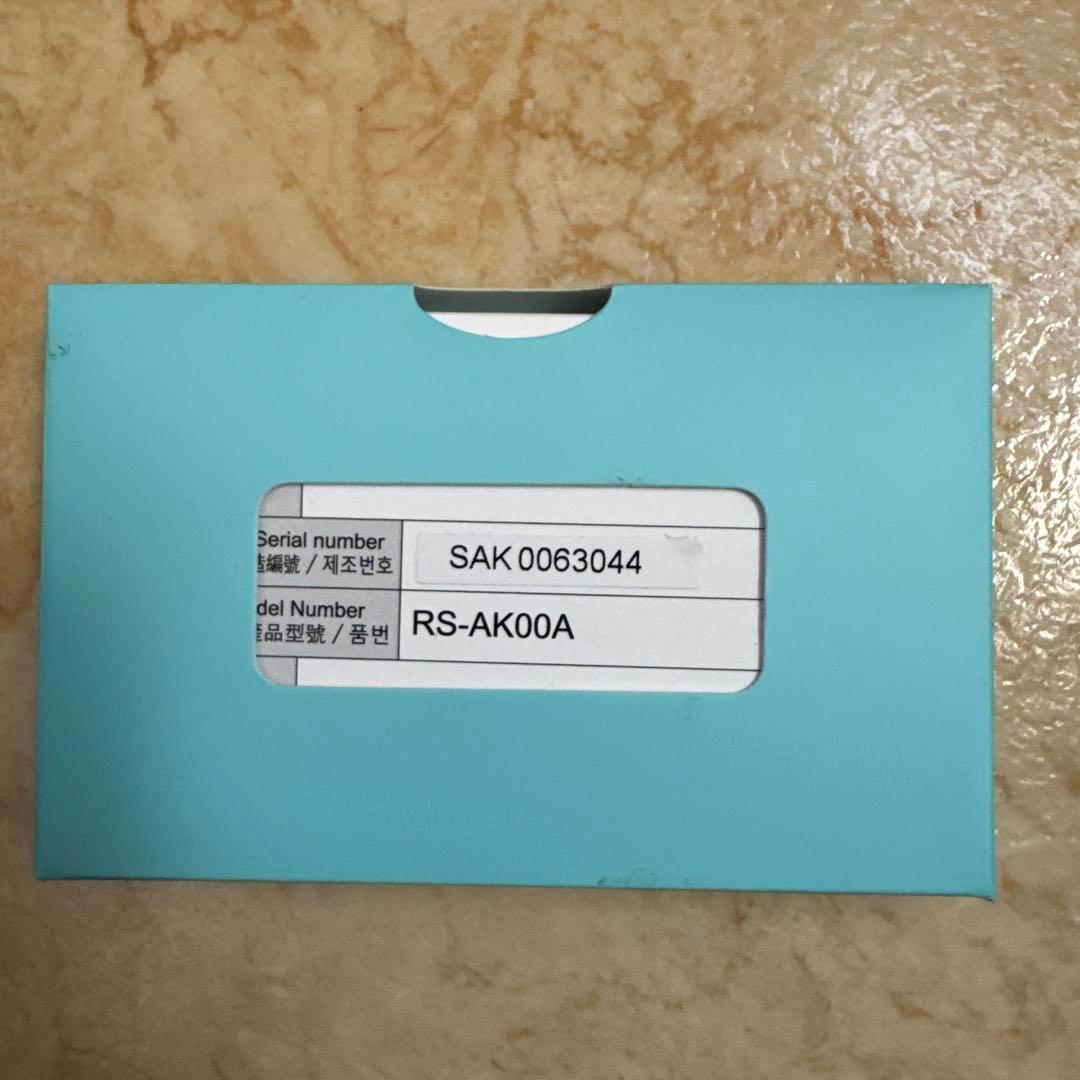 Serial number
造編號 / 제조번호
SAK 0063044
del Number
產品型號 / 품번
RS-AK00A